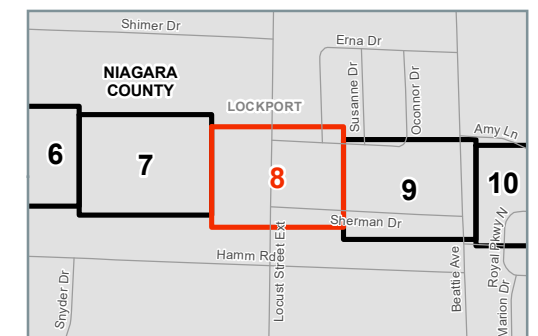 Shimer Dr
Erna Dr
NIAGARA
COUNTY
Susanne Dr
Oconnor Dr
LOCKPORT
Amy Ln
6
7
8
9
10
Sherman Dr
Hamm Rd
Locust Street Ext
Beattie Ave
Royal Pkwy N
Snyder Dr
Marion Dr